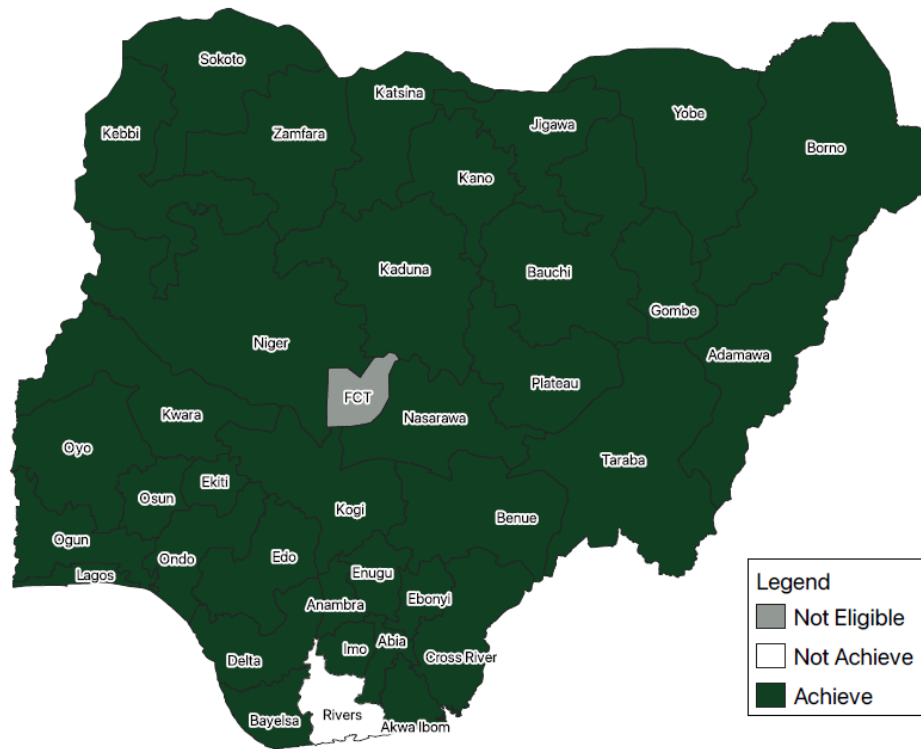 Sokoto
Katsina
Kebbi
Zamfara
Jigawa
Yobe
Borno
Kano
Kaduna
Bauchi
Gombe
Niger
Adamawa
FCT
Plateau
Nasarawa
Kwara
Oyo
Taraba
Ekiti
Osun
Kogi
Benue
Ogun
Ondo
Edo
Lagos
Enugu
Ebonyi
Anambra
Imo
Abia
Delta
Cross River
Bayelsa
Rivers
Akwa Ibom
Legend
Not Eligible
Not Achieve
Achieve